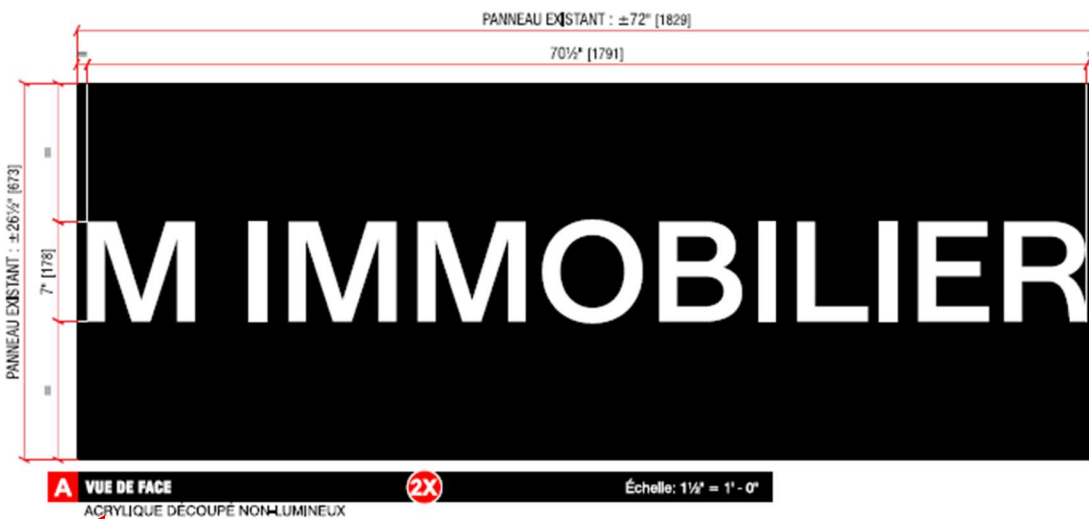 PANNEAU EXISTANT : ±72" [1829]
70½" [1791]
PANNEAU EXISTANT : ±26½" [673]
7" [178]
M IMMOBILIER
A VUE DE FACE 2X Échelle: 1½" = 1' - 0"
ACRYLIQUE DÉCOUPÉ NON-LUMINEUX